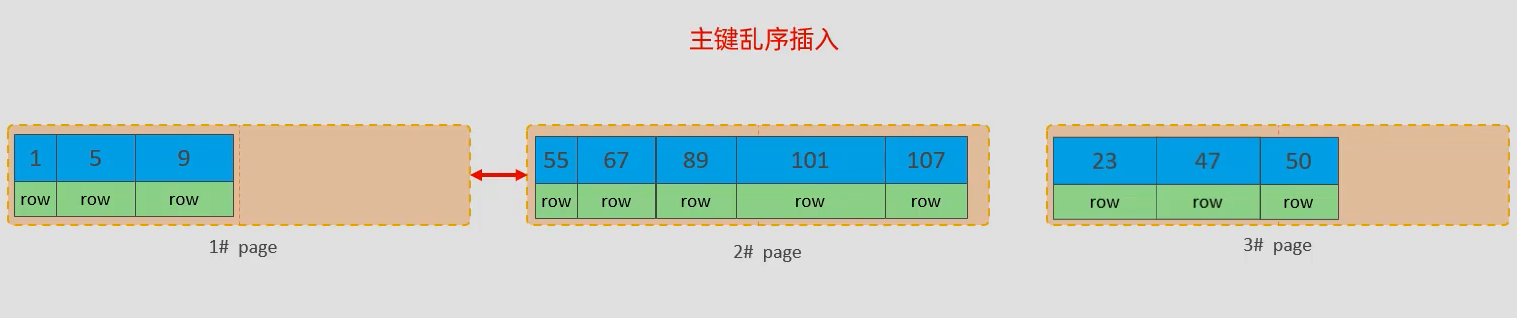 主键乱序插入
1 5 9
row row row
1# page
55 67 89 101 107
row row row row row
2# page
23 47 50
row row row
3# page